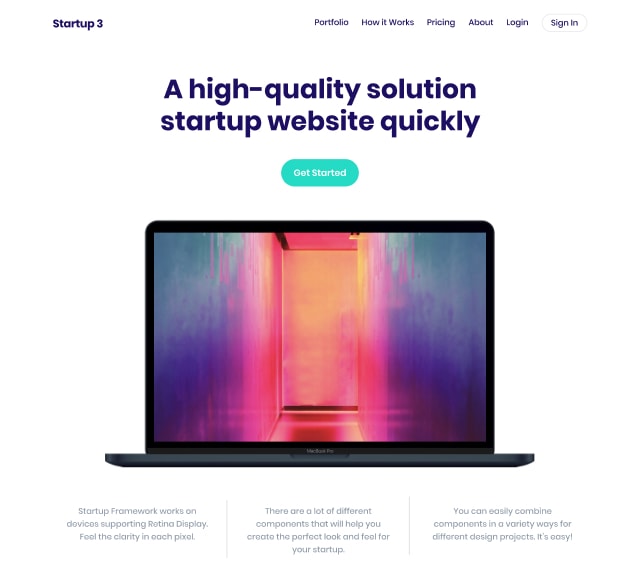 Startup 3
Portfolio How it Works Pricing About Login Sign In
A high-quality solution
startup website quickly
Get Started
MacBook Pro
Startup Framework works on
devices supporting Retina Display.
Feel the clarity in each pixel.
There are a lot of different
components that will help you
create the perfect look and feel for
your startup.
You can easily combine
components in a variety ways for
different design projects. It's easy!